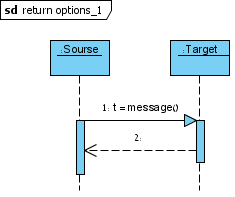 sd return options_1
:Sourse
:Target
1: t = message()
2: